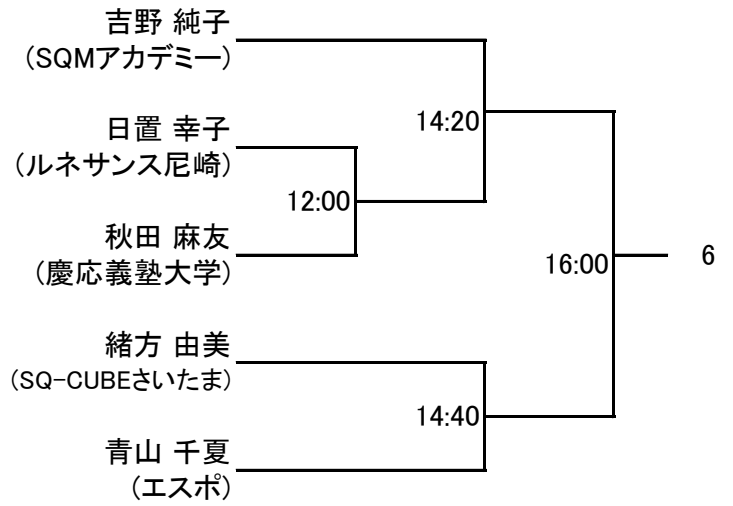 吉野 純子
(SQMアカデミー)
14:20
日置 幸子
(ルネサンス尼崎)
12:00
秋田 麻友
(慶応義塾大学)
16:00
6
緒方 由美
(SQ-CUBEさいたま)
14:40
青山 千夏
(エスポ)